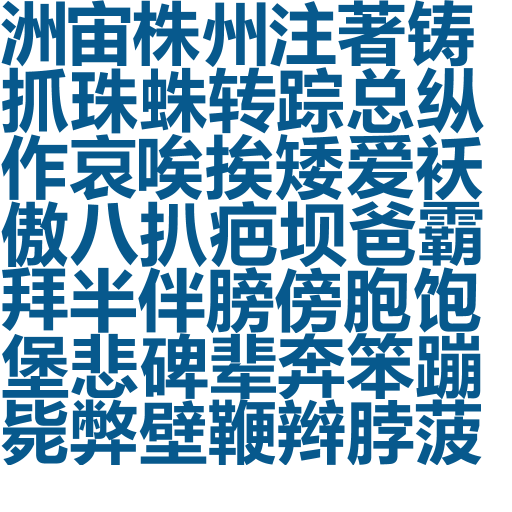 洲宙株州注著铸
抓珠蛛转踪总纵
作哀唉挨矮爱袄
傲八扒疤坝爸霸
拜半伴膀傍胞饱
堡悲碑辈奔笨蹦
毙弊壁鞭辫脖菠